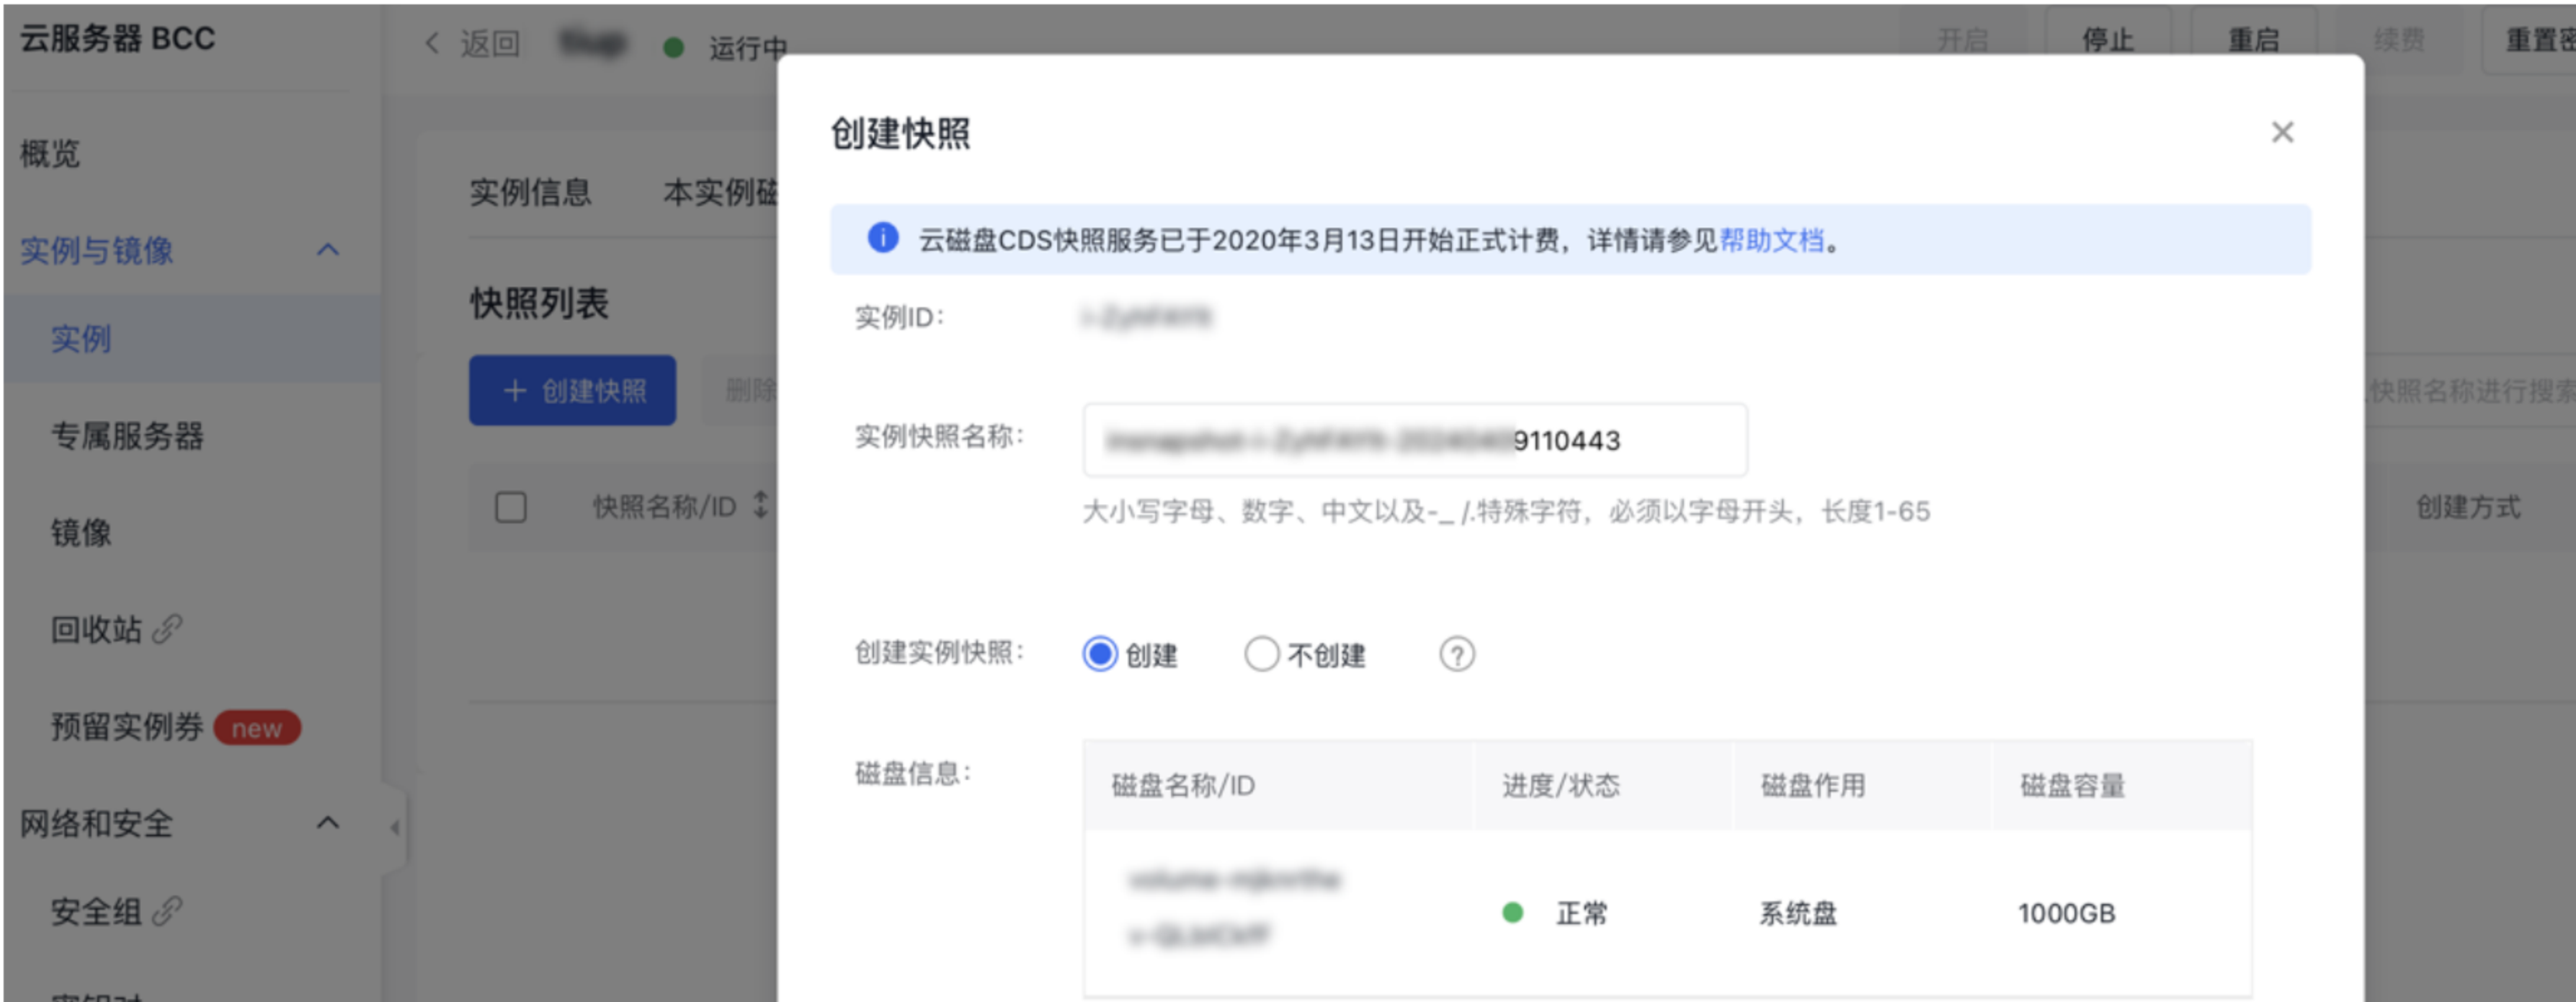 云服务器 BCC
返回
运行中
开启
停止
重启
续费
重置密
概览
实例与镜像
实例
专属服务器
镜像
回收站
预留实例券 new
网络和安全
安全组
实例信息
本实例磁
快照列表
+ 创建快照
删除
快照名称/ID
快照名称进行搜索
创建方式
创建快照
云磁盘CDS快照服务已于2020年3月13日开始正式计费，详情请参见帮助文档。
实例ID：
实例快照名称：
9110443
大小写字母、数字、中文以及-_ /.特殊字符，必须以字母开头，长度1-65
创建实例快照：
创建
不创建
磁盘信息：
磁盘名称/ID 进度/状态 磁盘作用 磁盘容量
正常 系统盘 1000GB